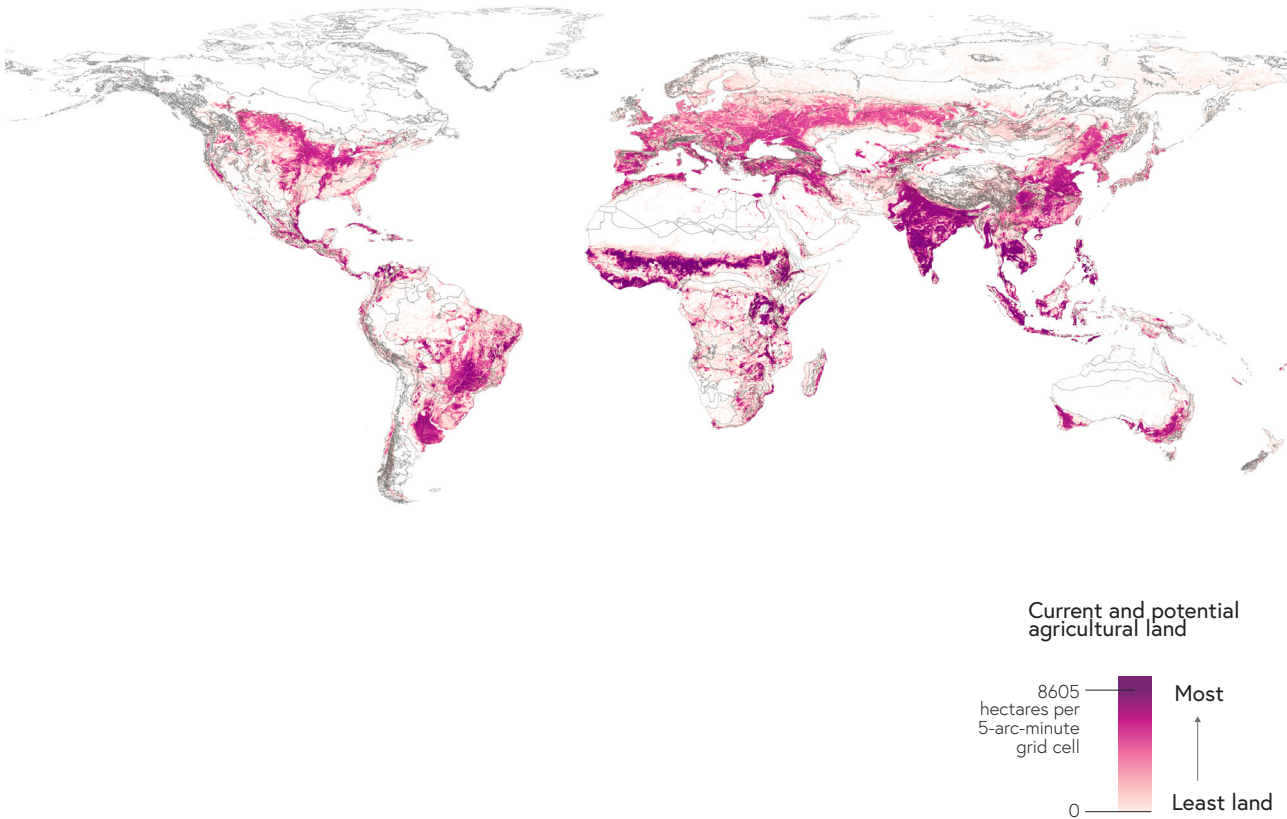 Current and potential
agricultural land
8605
hectares per
5-arc-minute
grid cell
Most
0
Least land